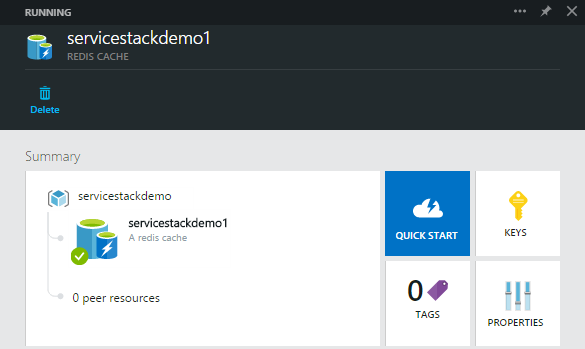 RUNNING
servicestackdemo1
REDIS CACHE
Delete
Summary
servicestackdemo
servicestackdemo1
A redis cache
0 peer resources
QUICK START
KEYS
0
TAGS
PROPERTIES